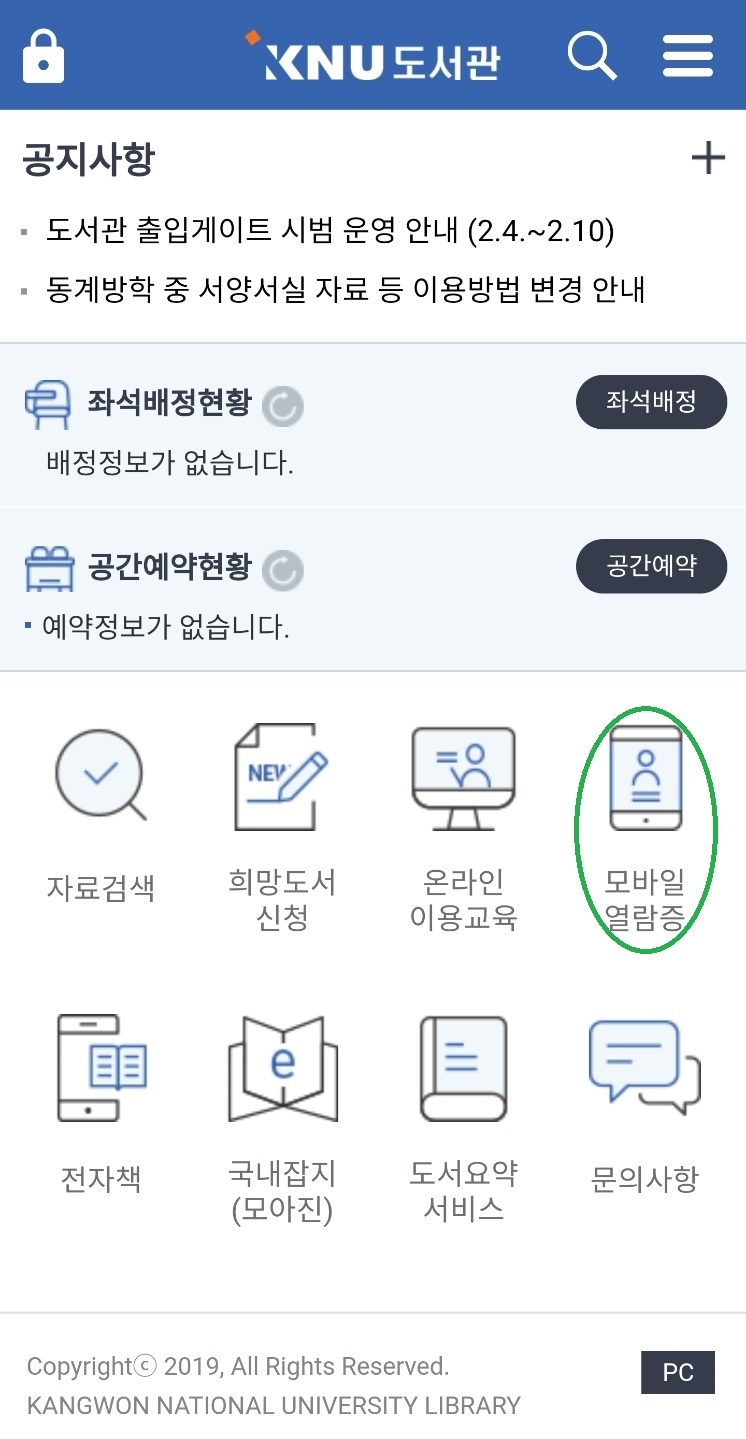 KNU 도서관
공지사항
도서관 출입게이트 시범 운영 안내 (2.4.~2.10)
동계방학 중 서양서실 자료 등 이용방법 변경 안내
좌석배정현황
좌석배정
배정정보가 없습니다.
공간예약현황
공간예약
예약정보가 없습니다.
NEW
자료검색
희망도서
신청
온라인
이용교육
모바일
열람증
e
전자책
국내잡지
(모아진)
도서요약
서비스
문의사항
Copyrightⓒ 2019, All Rights Reserved.
PC
KANGWON NATIONAL UNIVERSITY LIBRARY